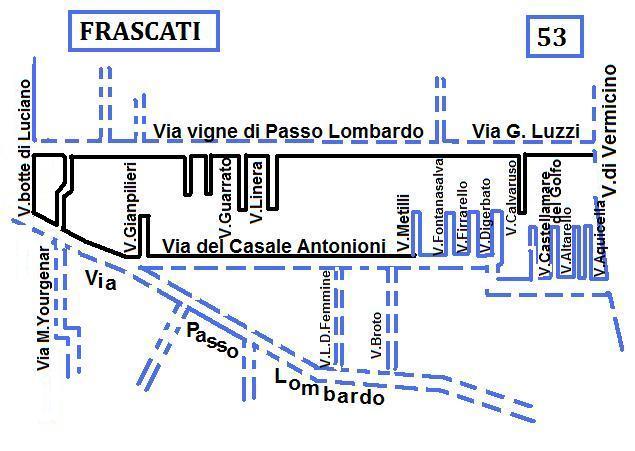 FRASCATI
53
Via vigne di Passo Lombardo
Via G. Luzzi
V.botte di Luciano
V.di Vermicino
V.Gianpilieri
V.Guarrato
V.Linera
V.Metilli
V.Fontanasalva
V.Firrarello
V.Digerbato
V.Calvaruso
V.Castellamare
del Golfo
V.Altarello
V.Aquicella
Via del Casale Antonioni
Via M.Yourgenar
Via
Passo
Lombardo
V.L.D.Femmine
V.Broto